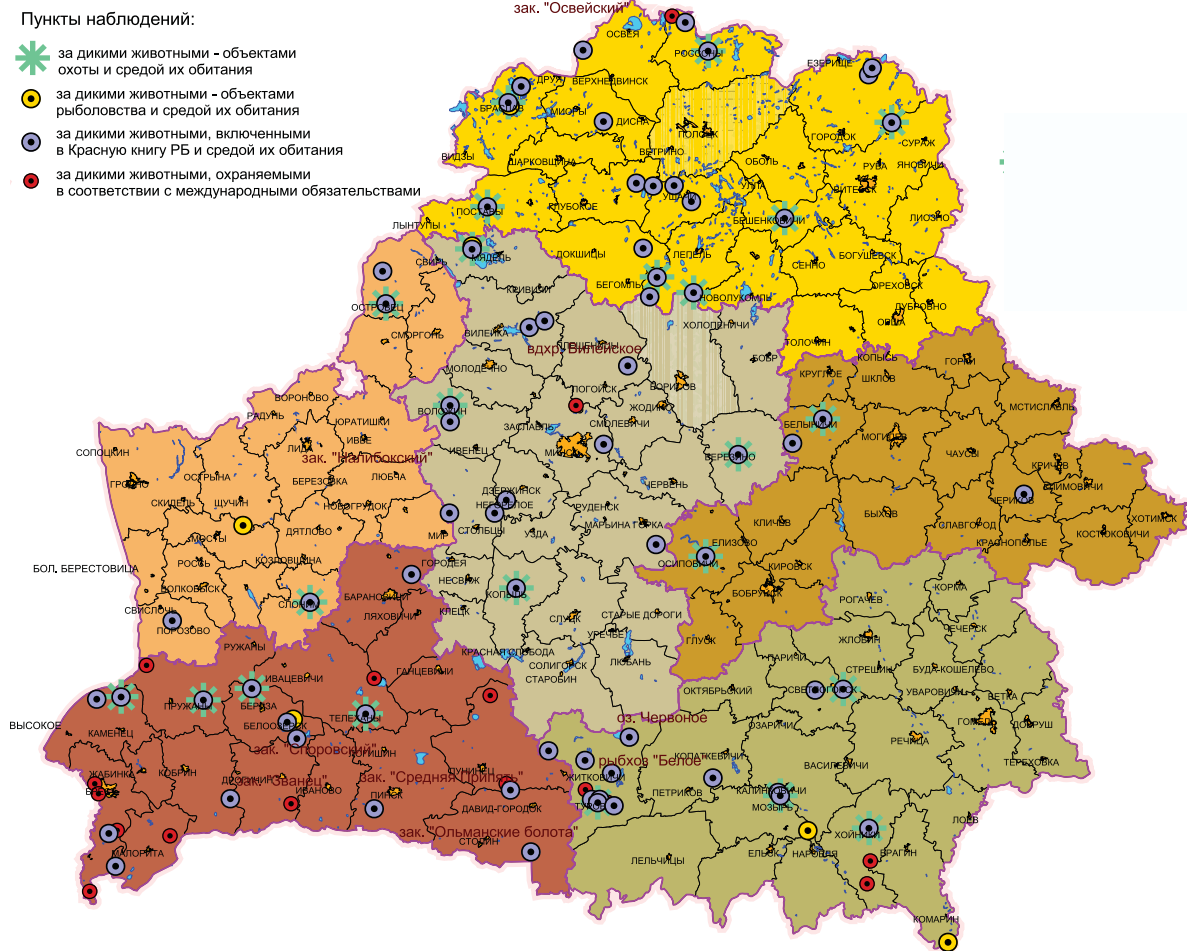 Пункты наблюдений:
за дикими животными - объектами
охоты и средой их обитания
за дикими животными - объектами
рыболовства и средой их обитания
за дикими животными, включенными
в Красную книгу РБ и средой их обитания
за дикими животными, охраняемыми
в соответствии с международными обязательствами
зак. "Освейский"
ОСВЕЯ
РОССОНЫ
ЕЗЕРИЩЕ
ВЕРХНЕДВИНСК
БРАСЛАВ
МИОРЫ
ДИСНА
ПОЛОЦК
ГОРОДОК
СУРАЖ
ВИДЗЫ
ШАРКОВЩИНА
ВЕТРИНО
ОБОЛЬ
РУБА
ЯНОВИЧИ
УЛЛА
ВИТЕБСК
УШАЧИ
ПОСТАВЫ
ГЛУБОКОЕ
БЕШЕНКОВИЧИ
ЛИОЗНО
ЛЫНТУПЫ
СВИРЬ
МЯДЕЛЬ
ДОКШИЦЫ
ЛЕПЕЛЬ
СЕННО
БОГУШЕВСК
БЕГОМЛЬ
НОВОЛУКОМЛЬ
ОРЕХОВСК
ДУБРОВНО
ОРША
ОСТРОВЕЦ
КРИВИЧИ
СМОРГОНЬ
ВИЛЕЙКА
ПЛЕЩЕНИЦЫ
вдхр. Вилейское
ХОЛОПЕНИЧИ
ТОЛОЧИН
БОБР
КОПЫСЬ
ГОРКИ
МОЛОДЕЧНО
ЛОГОЙСК
БОРИСОВ
КРУГЛОЕ
ШКЛОВ
ВОРОНОВО
РАДУНЬ
ЮРАТИШКИ
ВОЛОЖИН
ЖОДИНО
МСТИСЛАВЛЬ
ЗАСЛАВЛЬ
СМОЛЕВИЧИ
БЕЛЫНИЧИ
МОГИЛЕВ
СОПОЦКИН
ЛИДА
ИВЬЕ
зак. "Налибокский"
ИВЕНЕЦ
МИНСК
БЕРЕЗИНО
ЧАУСЫ
КРИЧЕВ
КЛИМОВИЧИ
ГРОДНО
ОСТРЫНА
БЕРЕЗОВКА
ЛЮБЧА
ЧЕРВЕНЬ
ЧЕРИКОВ
СКИДЕЛЬ
ЩУЧИН
НОВОГРУДОК
ДЗЕРЖИНСК
НЕГОРЕЛОЕ
РУДЕНСК
БЫХОВ
ХОТИМСК
МОСТЫ
ДЯТЛОВО
МИР
СТОЛБЦЫ
УЗДА
МАРЬИНА ГОРКА
КЛИЧЕВ
СЛАВГОРОД
КРАСНОПОЛЬЕ
КОСТЮКОВИЧИ
ЕЛИЗОВО
ОСИПОВИЧИ
БОЛ. БЕРЕСТОВИЦА
РОССЬ
КОЗЛОВЩИНА
ГОРОДЕЯ
КИРОВСК
ВОЛКОВЫСК
НЕСВИЖ
КОПЫЛЬ
БАРАНОВИЧИ
БОБРУЙСК
РОГАЧЕВ
КОРМА
СВИСЛОЧЬ
СЛОНИМ
ЛЯХОВИЧИ
КЛЕЦК
СЛУЦК
СТАРЫЕ ДОРОГИ
ПОРОЗОВО
УРЕЧЬЕ
ГЛУСК
ЖЛОБИН
ЧЕЧЕРСК
РУЖАНЫ
КРАСНАЯ СЛОБОДА
СОЛИГОРСК
ЛЮБАНЬ
СТАРОБИН
ПАРИЧИ
СТРЕШИН
БУДА-КОШЕЛЕВО
ГАНЦЕВИЧИ
ИВАЦЕВИЧИ
ОКТЯБРЬСКИЙ
СВЕТЛОГОРСК
УВАРОВИЧИ
ВЕТКА
ПРУЖАНЫ
БЕРЕЗА
ТЕЛЕХАНЫ
БЕЛООЗЕРСК
оз. Червоное
ОЗАРИЧИ
ГОМЕЛЬ
ДОБРУШ
ВЫСОКОЕ
КАМЕНЕЦ
РЕЧИЦА
зак. "Споровский"
ЛОГИШИН
КОПАТКЕВИЧИ
рыбхоз "Белое"
ВАСИЛЕВИЧИ
ТЕРЕХОВКА
ЖАБИНКА
КОБРИН
ДРОГИЧИН
зак. "Званец"
ИВАНОВО
зак. "Средняя Припять"
ЛУНИНЕЦ
ЖИТКОВИЧИ
ПИНСК
ТУРОВ
ПЕТРИКОВ
КАЛИНКОВИЧИ
МОЗЫРЬ
ДАВИД-ГОРОДОК
ЛОЕВ
ХОЙНИКИ
зак. "Ольманские болота"
СТОЛИН
МАЛОРИТА
ЛЕЛЬЧИЦЫ
ЕЛЬСК
НАРОВЛЯ
БРАГИН
КОМАРИН